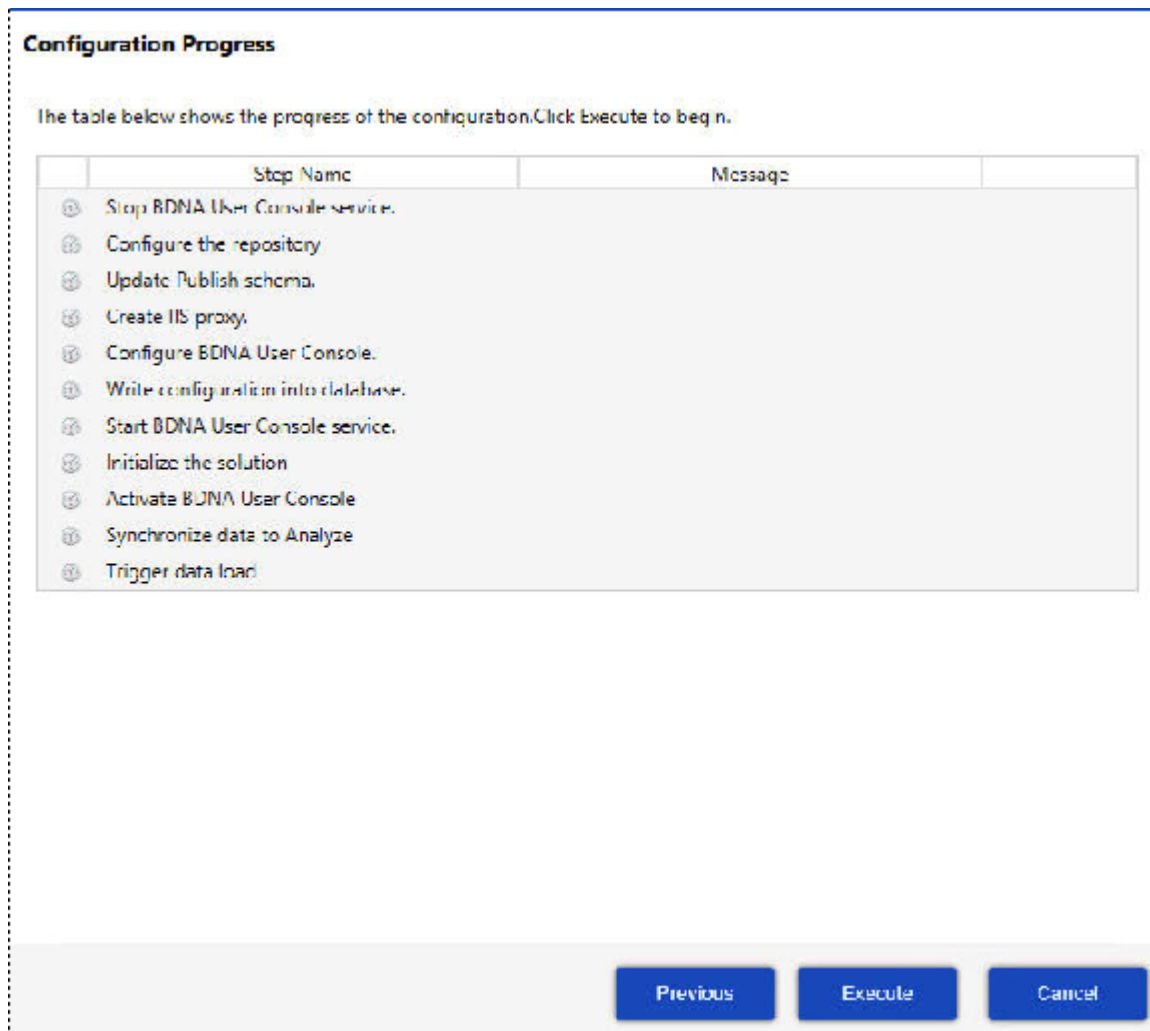 Configuration Progress
The table below shows the progress of the configuration.Click Execute to begin.
Step Name Message
Stop BDNA User Console service.
Configure the repository
Update Publish schema.
Create IIS proxy.
Configure BDNA User Console.
Write configuration into database.
Start BDNA User Console service.
Initialize the solution
Activate BDNA User Console
Synchronize data to Analyze
Trigger data load
Previous Execute Cancel